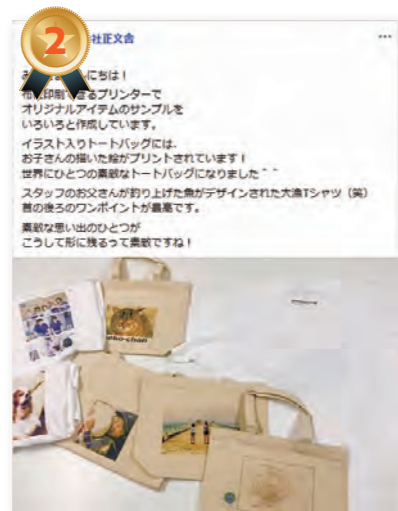 2
社正文舎
にちは！
布に印刷できるプリンターで
オリジナルアイテムのサンプルを
いろいろと作成しています。
イラスト入りトートバッグには、
お子さんの描いた絵がプリントされています！
世界にひとつの素敵なトートバッグになりました＾＾
スタッフのお父さんが釣り上げた魚がデザインされた大漁Tシャツ（笑）
首の後ろのワンポイントが最高です。
素敵な思い出のひとつが
こうして形に残るって素敵ですね！